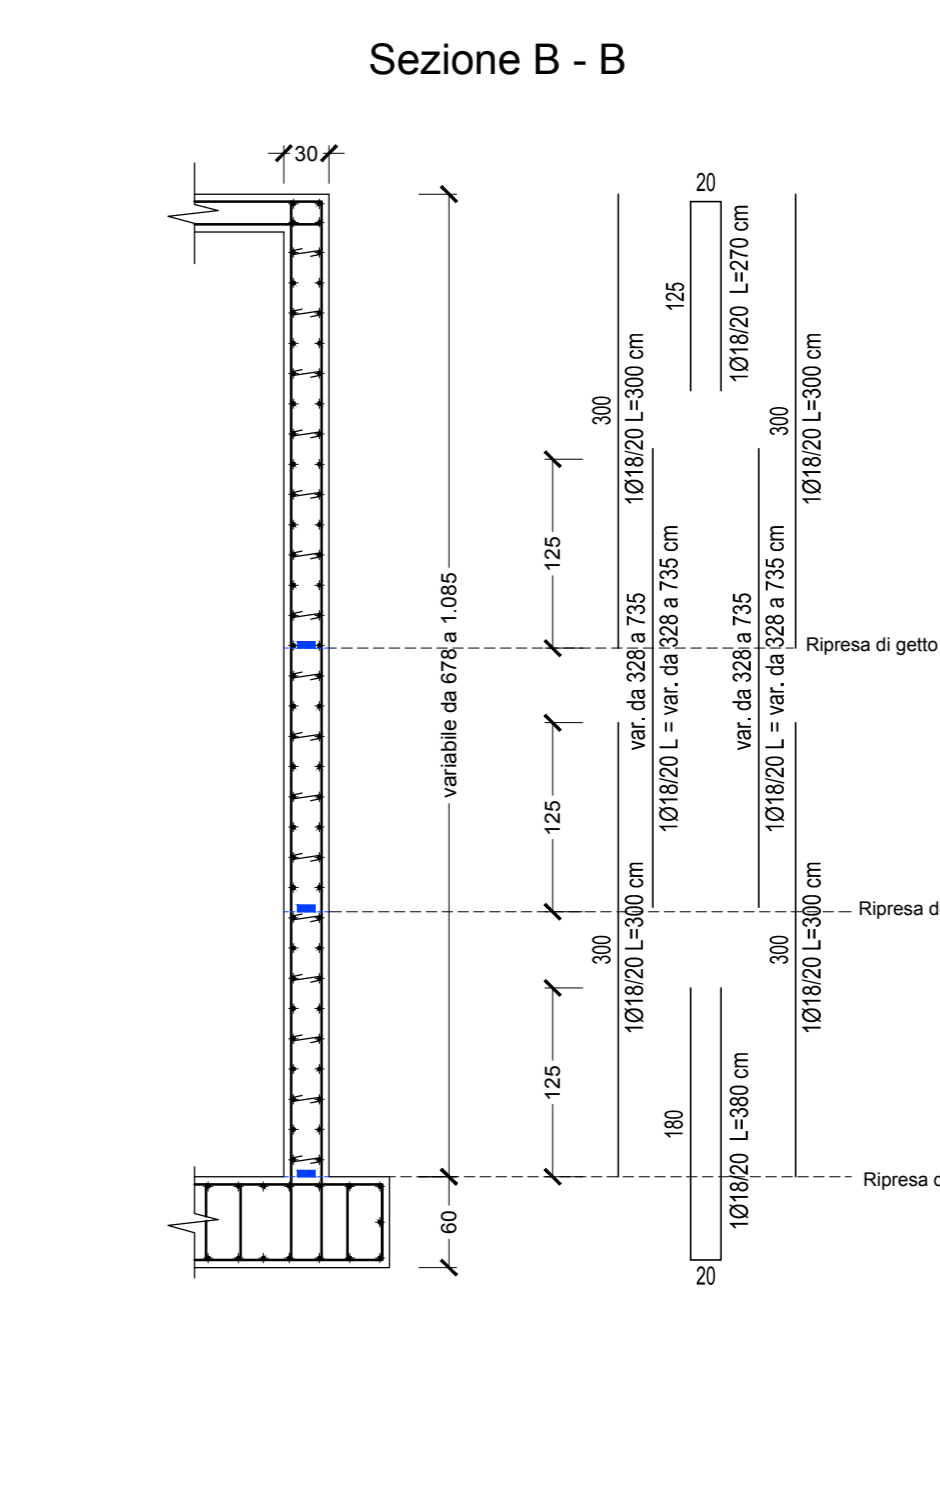 Sezione B - B
30
20
125
1Ø18/20 L=270 cm
300
1Ø18/20 L=300 cm
300
1Ø18/20 L=300 cm
125
variabile da 678 a 1.085
var. da 328 a 735
1Ø18/20 L = var. da 328 a 735 cm
var. da 328 a 735
1Ø18/20 L = var. da 328 a 735 cm
Ripresa di getto
125
300
1Ø18/20 L=300 cm
300
1Ø18/20 L=300 cm
Ripresa di
125
180
1Ø18/20 L=380 cm
Ripresa
60
20